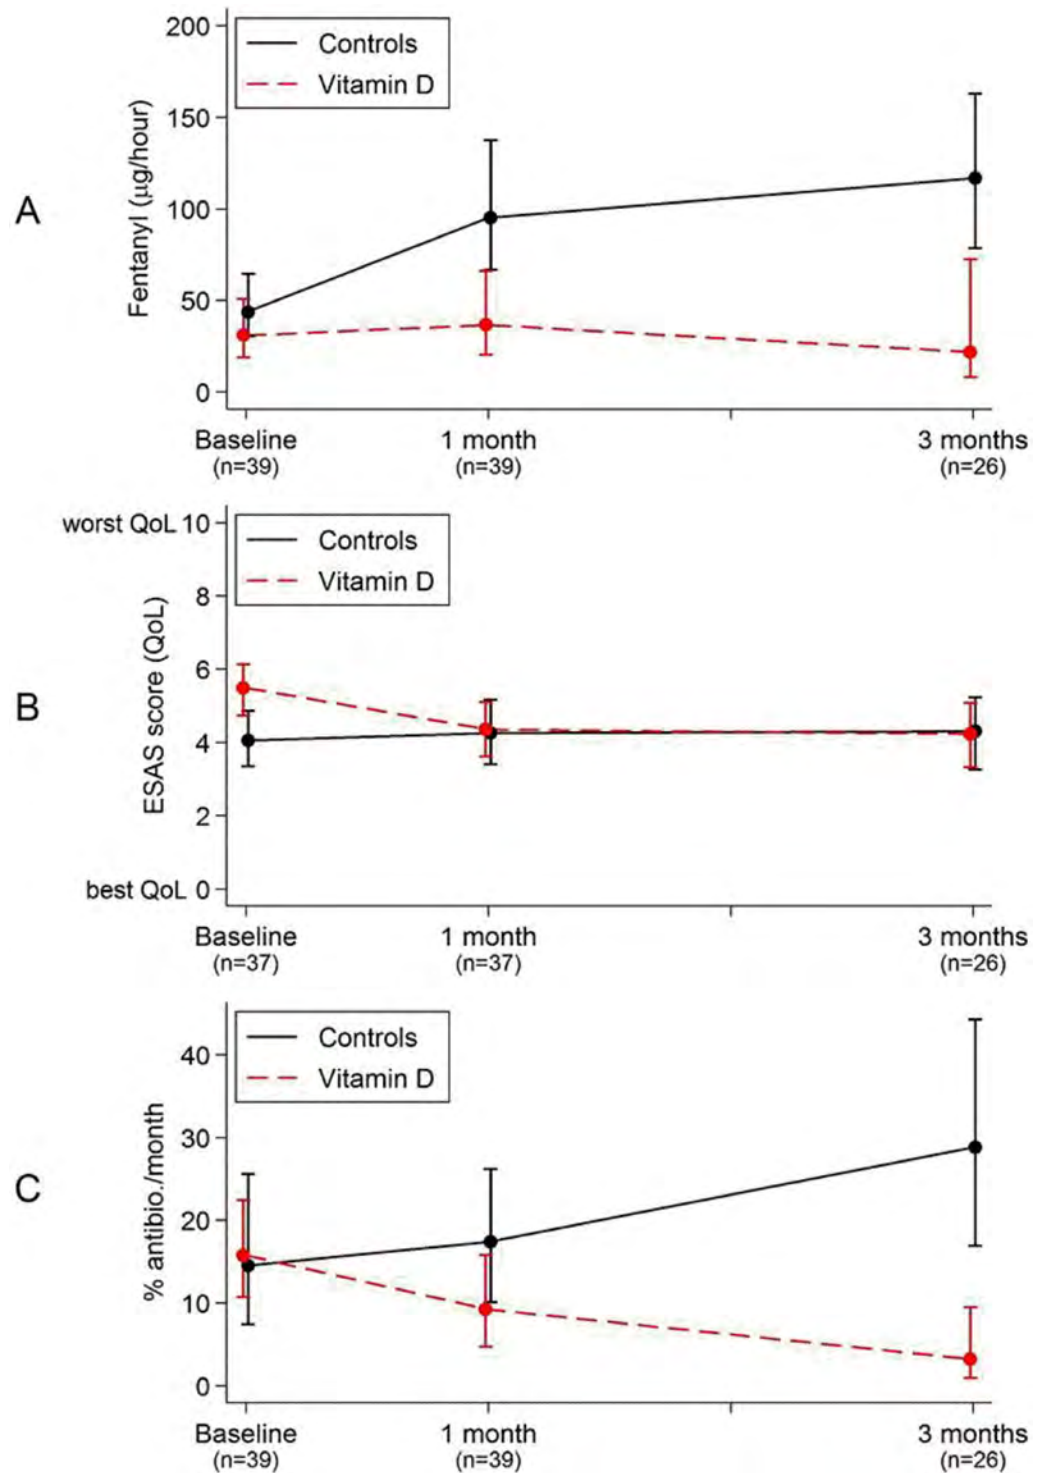 A
Fentanyl (μg/hour)
200
150
100
50
0
Controls
Vitamin D
Baseline 1 month 3 months
(n=39) (n=39) (n=26)
B
ESAS score (QoL)
worst QoL 10
8
6
4
2
best QoL 0
Controls
Vitamin D
Baseline 1 month 3 months
(n=37) (n=37) (n=26)
C
% antibio./month
40
30
20
10
0
Controls
Vitamin D
Baseline 1 month 3 months
(n=39) (n=39) (n=26)